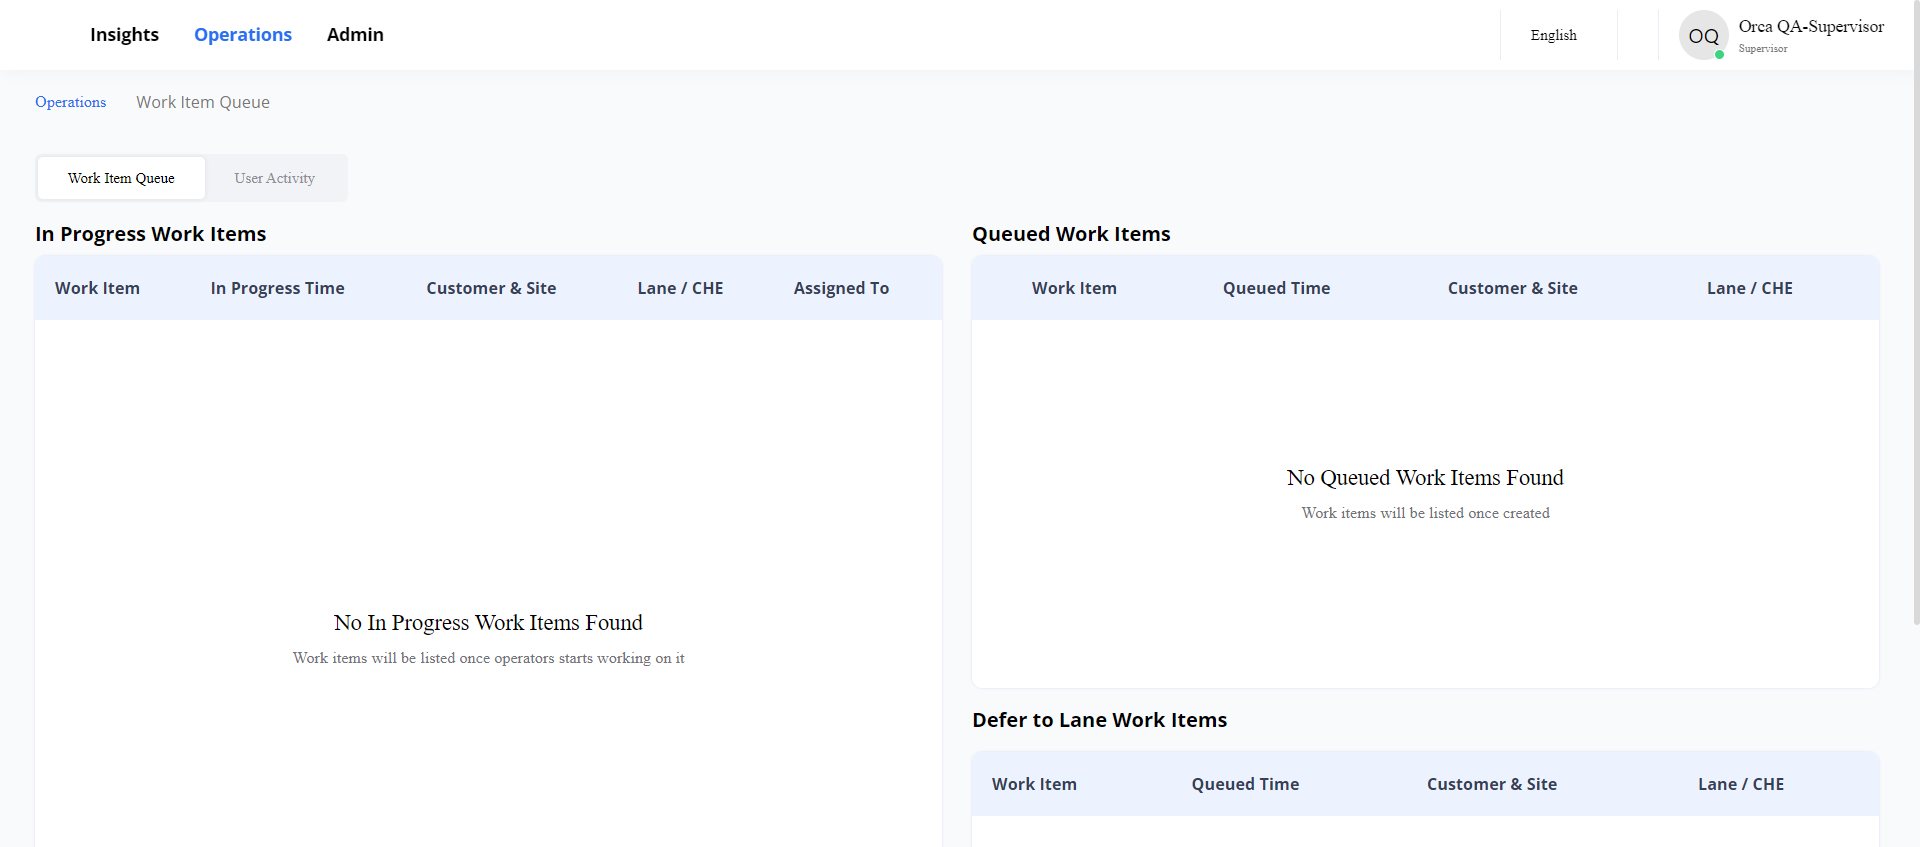 Insights Operations Admin English OQ Orca QA-Supervisor
Supervisor
Operations Work Item Queue
Work Item Queue User Activity
In Progress Work Items
Work Item In Progress Time Customer & Site Lane / CHE Assigned To
No In Progress Work Items Found
Work items will be listed once operators starts working on it
Queued Work Items
Work Item Queued Time Customer & Site Lane / CHE
No Queued Work Items Found
Work items will be listed once created
Defer to Lane Work Items
Work Item Queued Time Customer & Site Lane / CHE